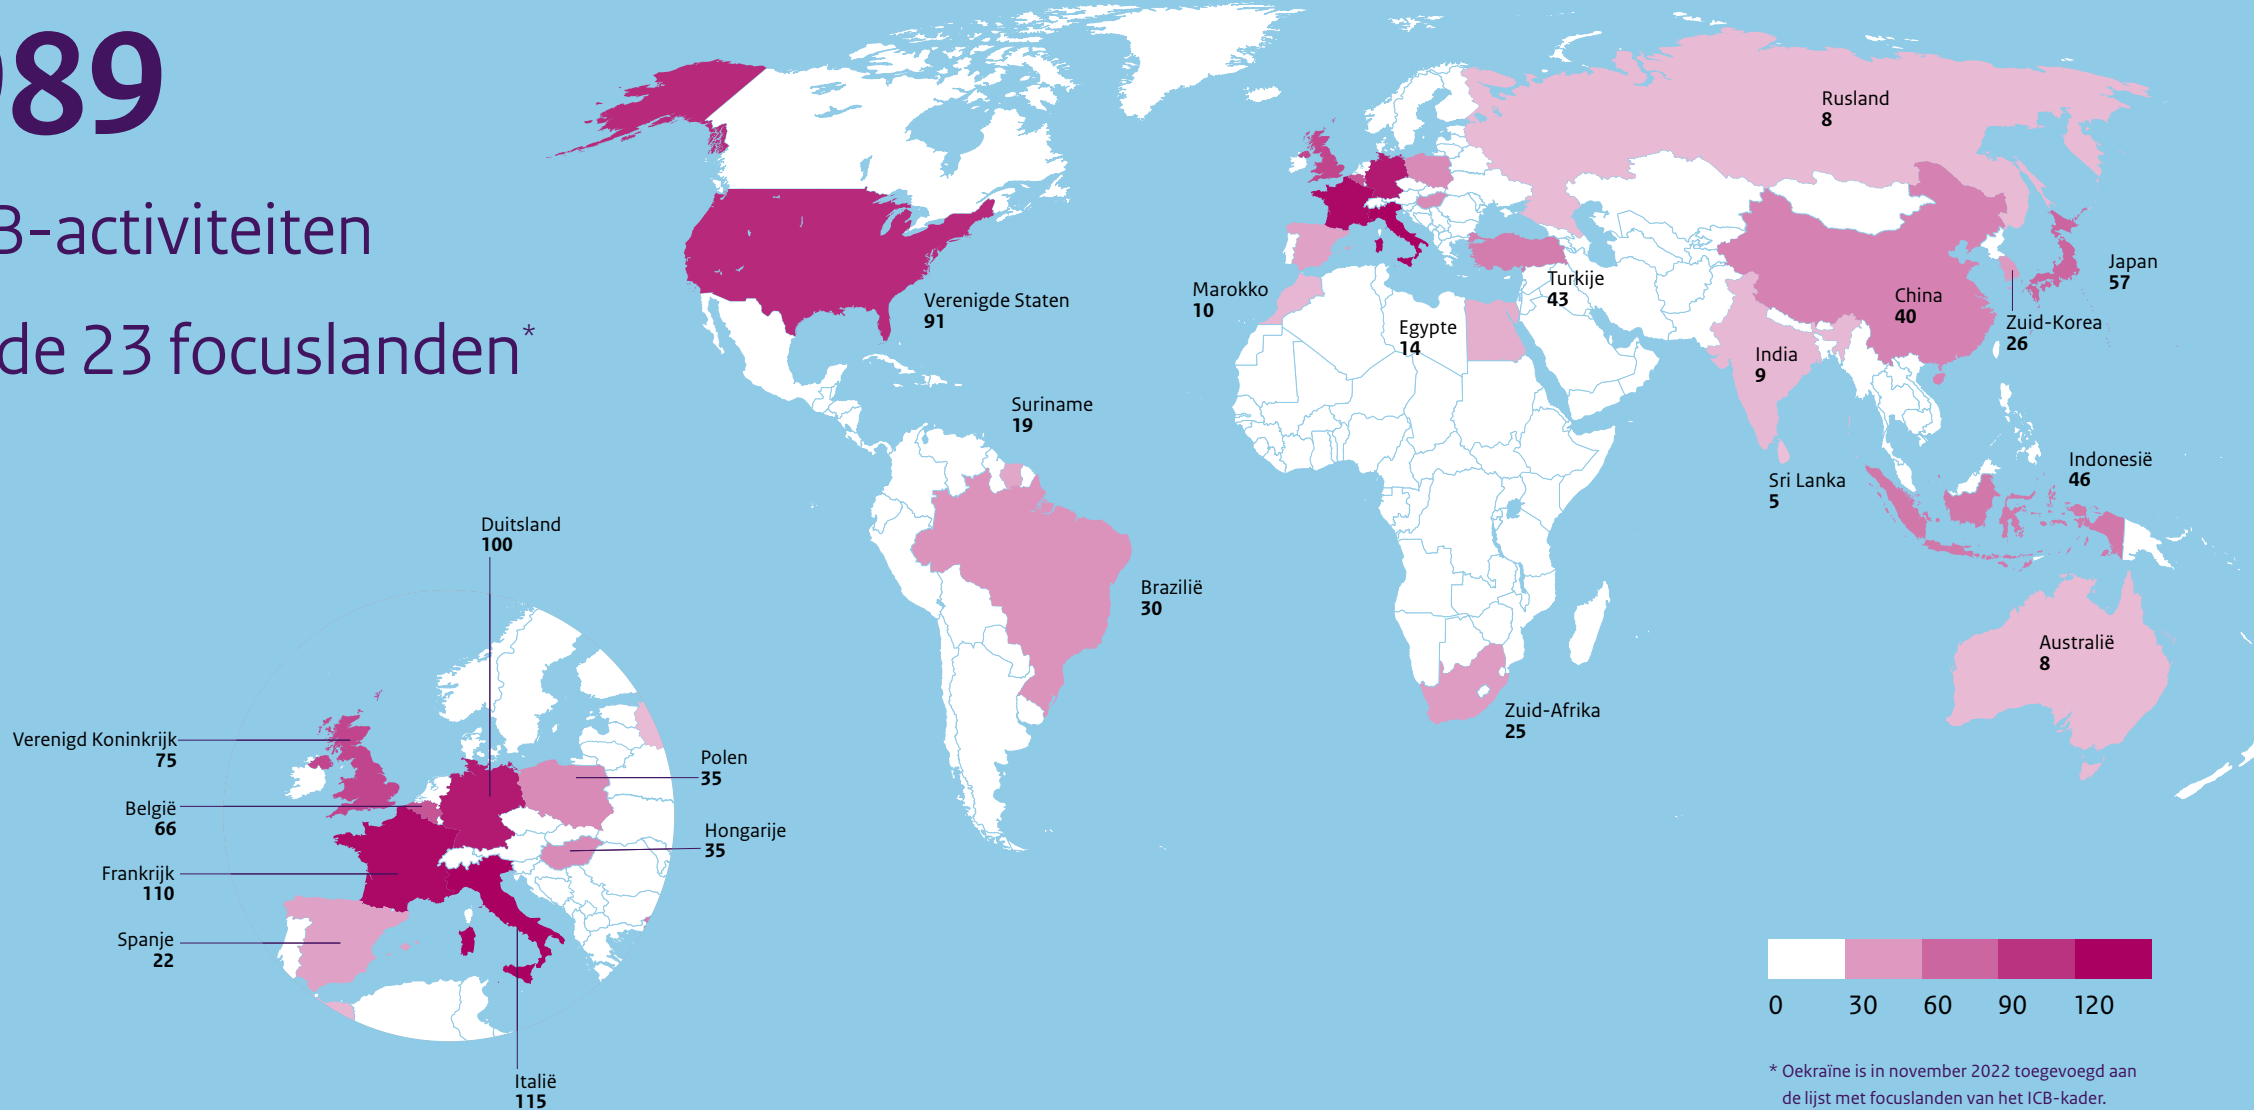 989
B-activiteiten
de 23 focuslanden*
Verenigde Staten
91
Suriname
19
Brazilië
30
Marokko
10
Egypte
14
Turkije
43
Zuid-Afrika
25
Rusland
8
China
40
Japan
57
Zuid-Korea
26
India
9
Sri Lanka
5
Indonesië
46
Australië
8
Duitsland
100
Verenigd Koninkrijk
75
België
66
Frankrijk
110
Spanje
22
Polen
35
Hongarije
35
Italië
115
0 30 60 90 120
* Oekraïne is in november 2022 toegevoegd aan
de lijst met focuslanden van het ICB-kader.